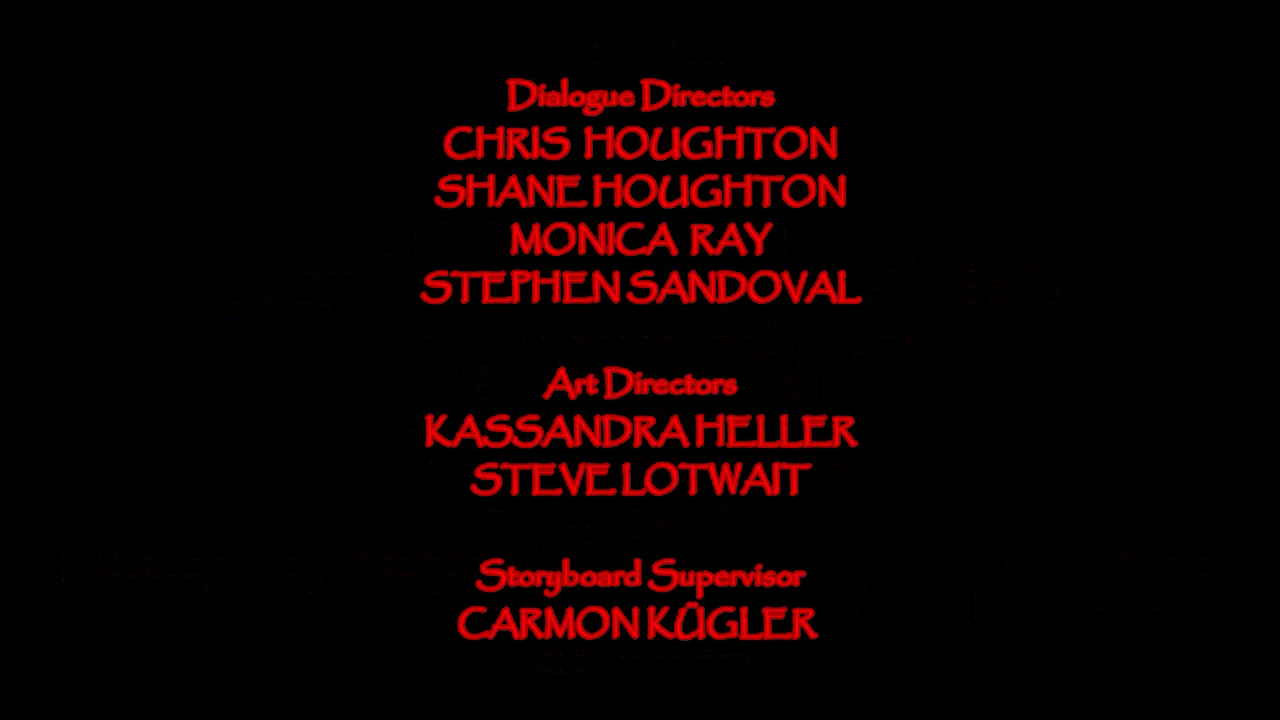 Dialogue Directors
CHRIS HOUGHTON
SHANE HOUGHTON
MONICA RAY
STEPHEN SANDOVAL
Art Directors
KASSANDRA HELLER
STEVE LOTWAIT
Storyboard Supervisor
CARMON KÜGLER